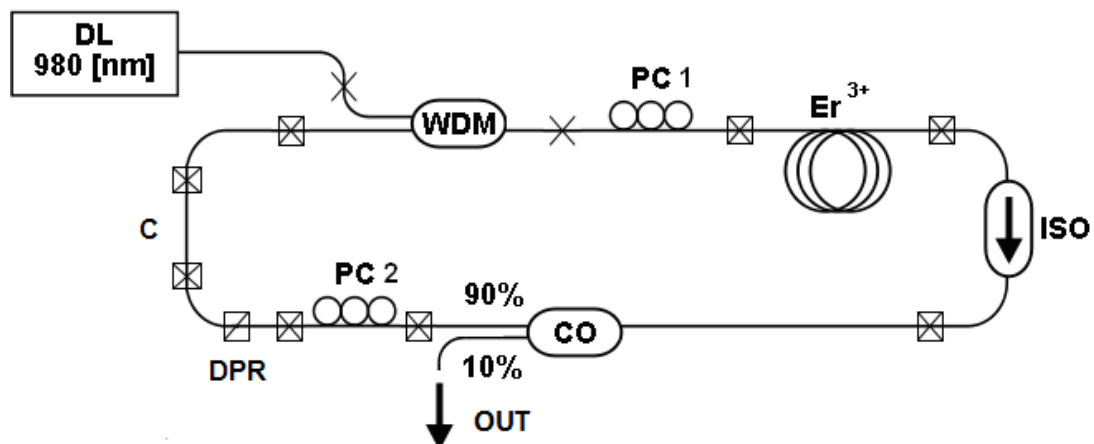 DL
980 [nm]
WDM
PC 1
Er 3+
ISO
C
PC 2
90%
CO
10%
DPR
OUT